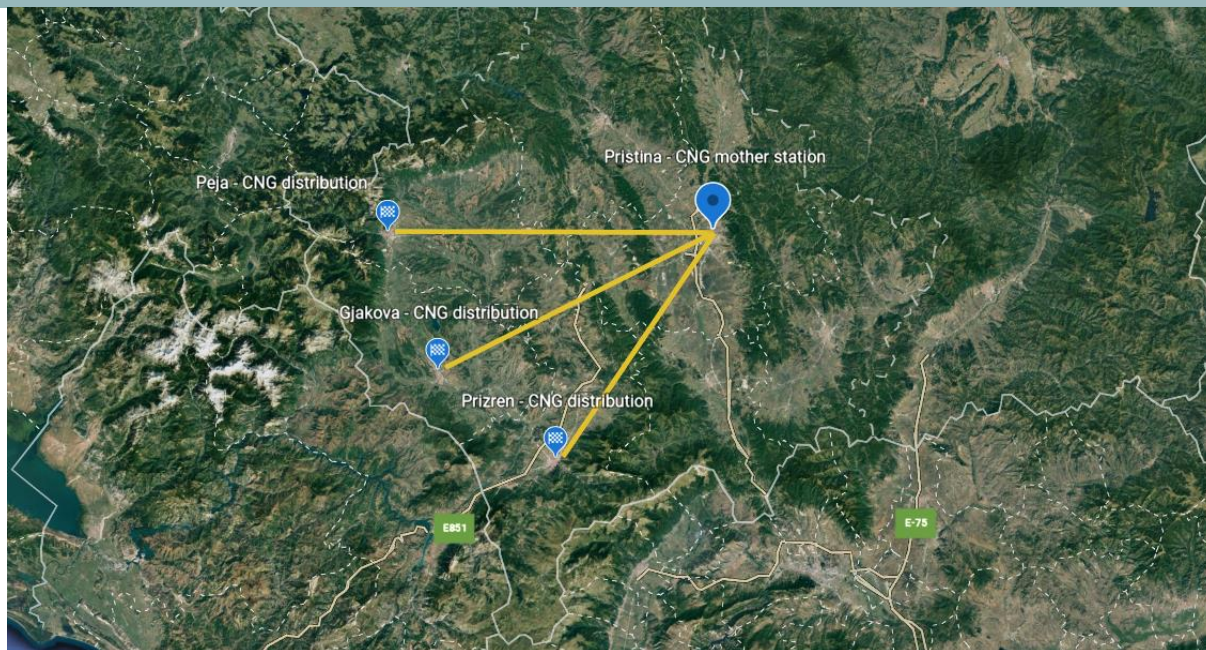 Pristina - CNG mother station
Peja - CNG distribution
Gjakova - CNG distribution
Prizren - CNG distribution
E851
E-75